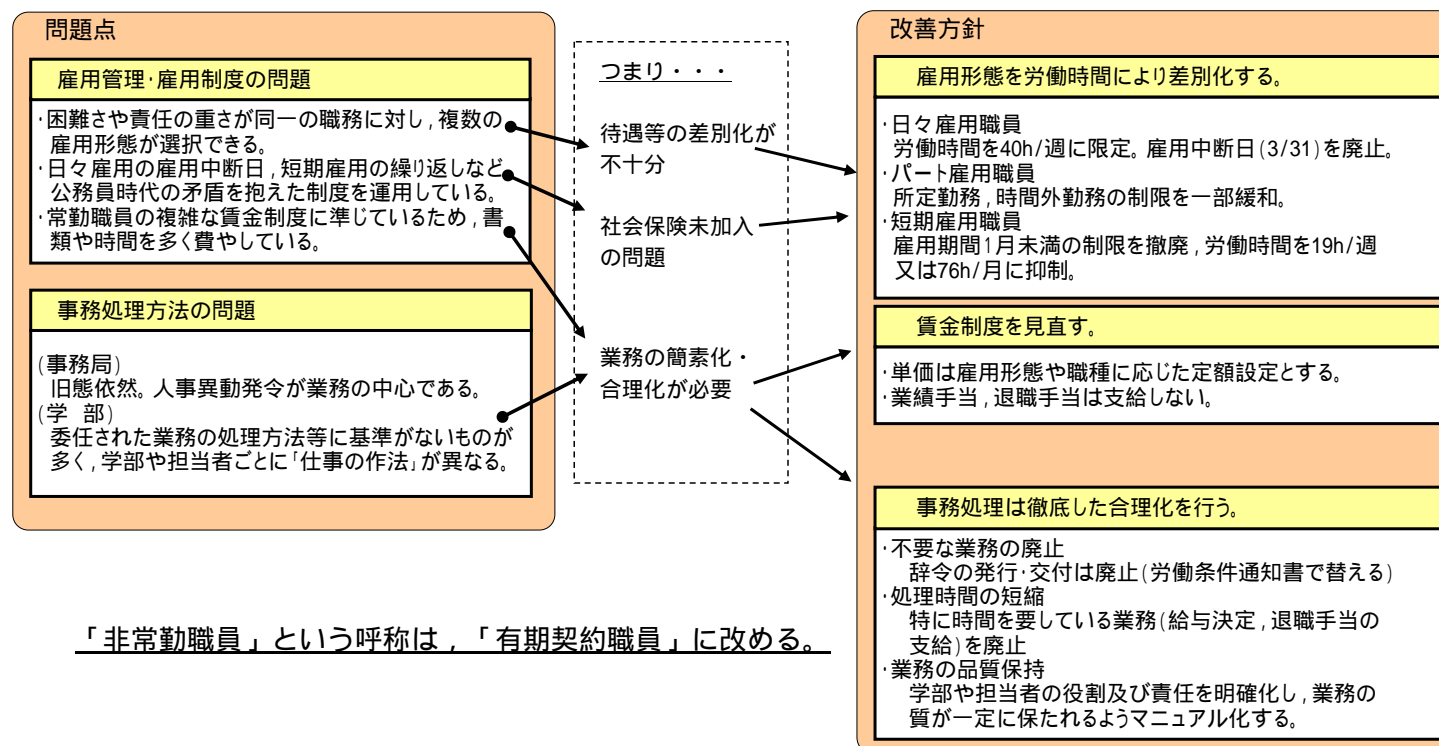 問題点
雇用管理・雇用制度の問題
・困難さや責任の重さが同一の職務に対し，複数の
雇用形態が選択できる。
・日々雇用の雇用中断日，短期雇用の繰り返しなど
公務員時代の矛盾を抱えた制度を運用している。
・常勤職員の複雑な賃金制度に準じているため，書
類や時間を多く費やしている。
事務処理方法の問題
(事務局)
旧態依然。人事異動発令が業務の中心である。
(学　部)
委任された業務の処理方法等に基準がないものが
多く，学部や担当者ごとに「仕事の作法」が異なる。
つまり・・・
待遇等の差別化が
不十分
社会保険未加入
の問題
業務の簡素化・
合理化が必要
改善方針
雇用形態を労働時間により差別化する。
・日々雇用職員
労働時間を40h/週に限定。雇用中断日(3/31)を廃止。
・パート雇用職員
所定勤務，時間外勤務の制限を一部緩和。
・短期雇用職員
雇用期間1月未満の制限を撤廃，労働時間を19h/週
又は76h/月に抑制。
賃金制度を見直す。
・単価は雇用形態や職種に応じた定額設定とする。
・業績手当，退職手当は支給しない。
事務処理は徹底した合理化を行う。
・不要な業務の廃止
辞令の発行・交付は廃止(労働条件通知書で替える)
・処理時間の短縮
特に時間を要している業務(給与決定，退職手当の
支給)を廃止
・業務の品質保持
学部や担当者の役割及び責任を明確化し，業務の
質が一定に保たれるようマニュアル化する。
「非常勤職員」という呼称は，「有期契約職員」に改める。